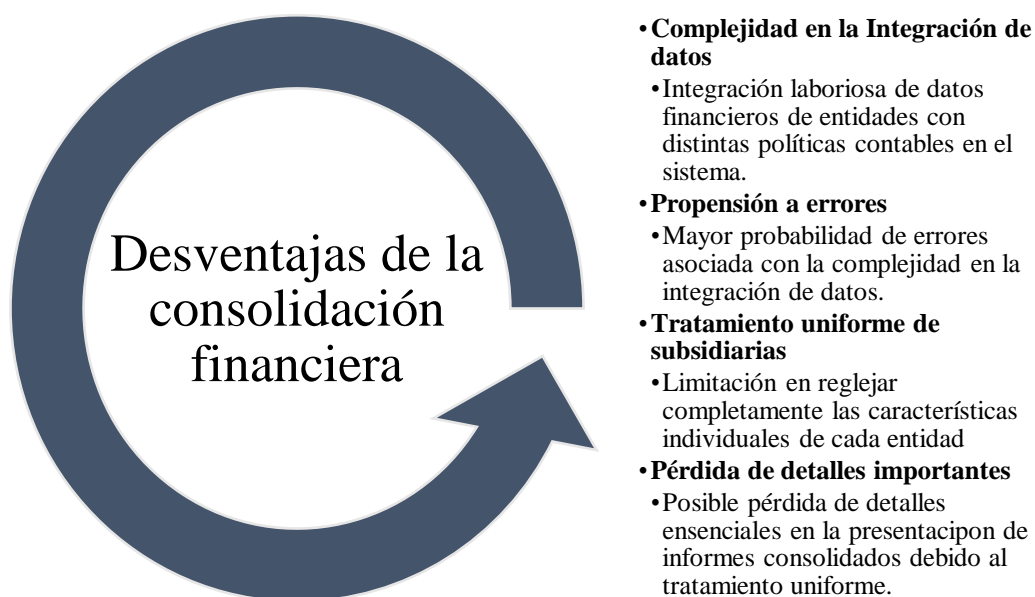 Desventajas de la
consolidación
financiera
•Complejidad en la Integración de
datos
•Integración laboriosa de datos
financieros de entidades con
distintas políticas contables en el
sistema.
•Propensión a errores
•Mayor probabilidad de errores
asociada con la complejidad en la
integración de datos.
•Tratamiento uniforme de
subsidiarias
•Limitación en reglejar
completamente las características
individuales de cada entidad
•Pérdida de detalles importantes
•Posible pérdida de detalles
ensenciales en la presentacipon de
informes consolidados debido al
tratamiento uniforme.